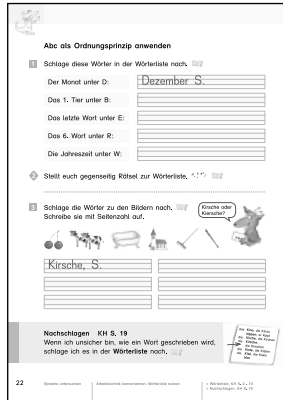 Abc als Ordnungsprinzip anwenden
1 Schlage diese Wörter in der Wörterliste nach.
Der Monat unter D: Dezember S.
Das 1. Tier unter B:
Das letzte Wort unter E:
Das 6. Wort unter R:
Die Jahreszeit unter W:
2 Stellt euch gegenseitig Rätsel zur Wörterliste.
3 Schlage die Wörter zu den Bildern nach.
Schreibe sie mit Seitenzahl auf.
Kirsche oder
Kiersche?
Kirsche, S.
Nachschlagen KH S. 19
Wenn ich unsicher bin, wie ein Wort geschrieben wird,
schlage ich es in der Wörterliste nach.
22 Sprache untersuchen